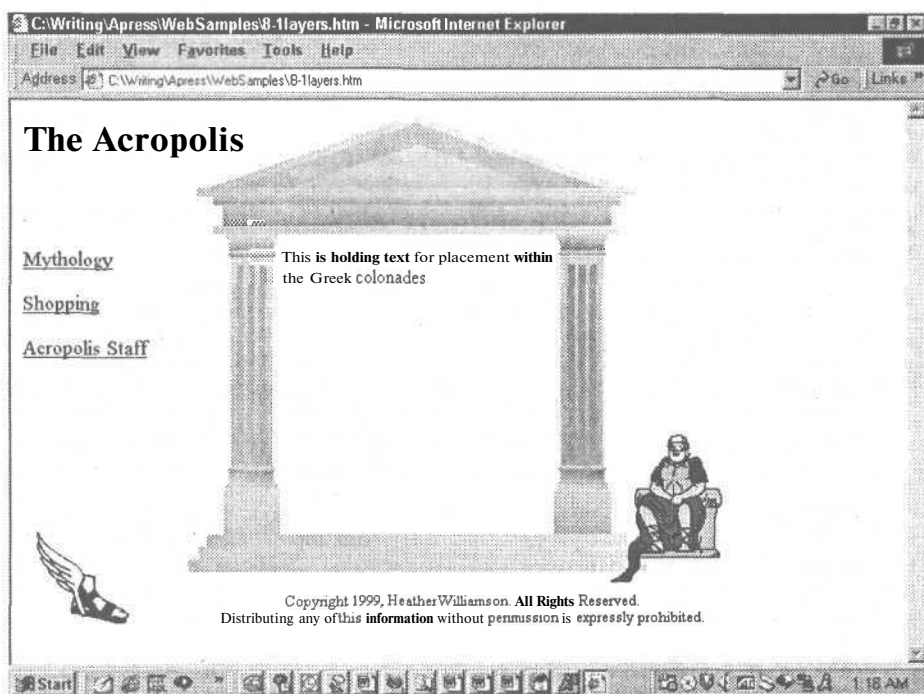 C:\Writing\Apress\WebSamples\8-1layers.htm - Microsoft Internet Explorer
File Edit View Favorites Tools Help
Address C:\Writing\Apress\WebSamples\8-1layers.htm Go Links »
The Acropolis
Mythology
Shopping
Acropolis Staff
This is holding text for placement within
the Greek colonades
Copyright 1999, Heather Williamson. All Rights Reserved.
Distributing any of this information without permission is expressly prohibited.
Start » 1:18 AM